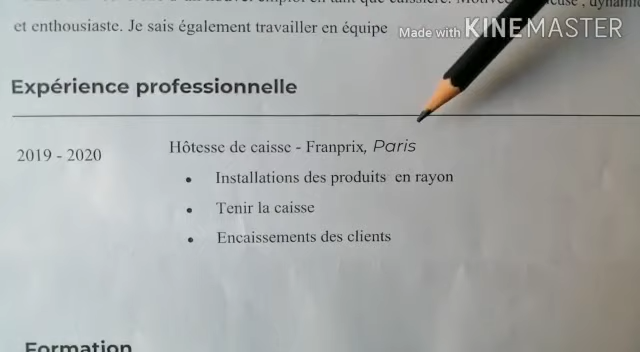 et enthousiaste. Je sais également travailler en équipe
Made with KINEMASTER
Expérience professionnelle
2019 - 2020
Hôtesse de caisse - Franprix, Paris
• Installations des produits en rayon
• Tenir la caisse
• Encaissements des clients
Formation